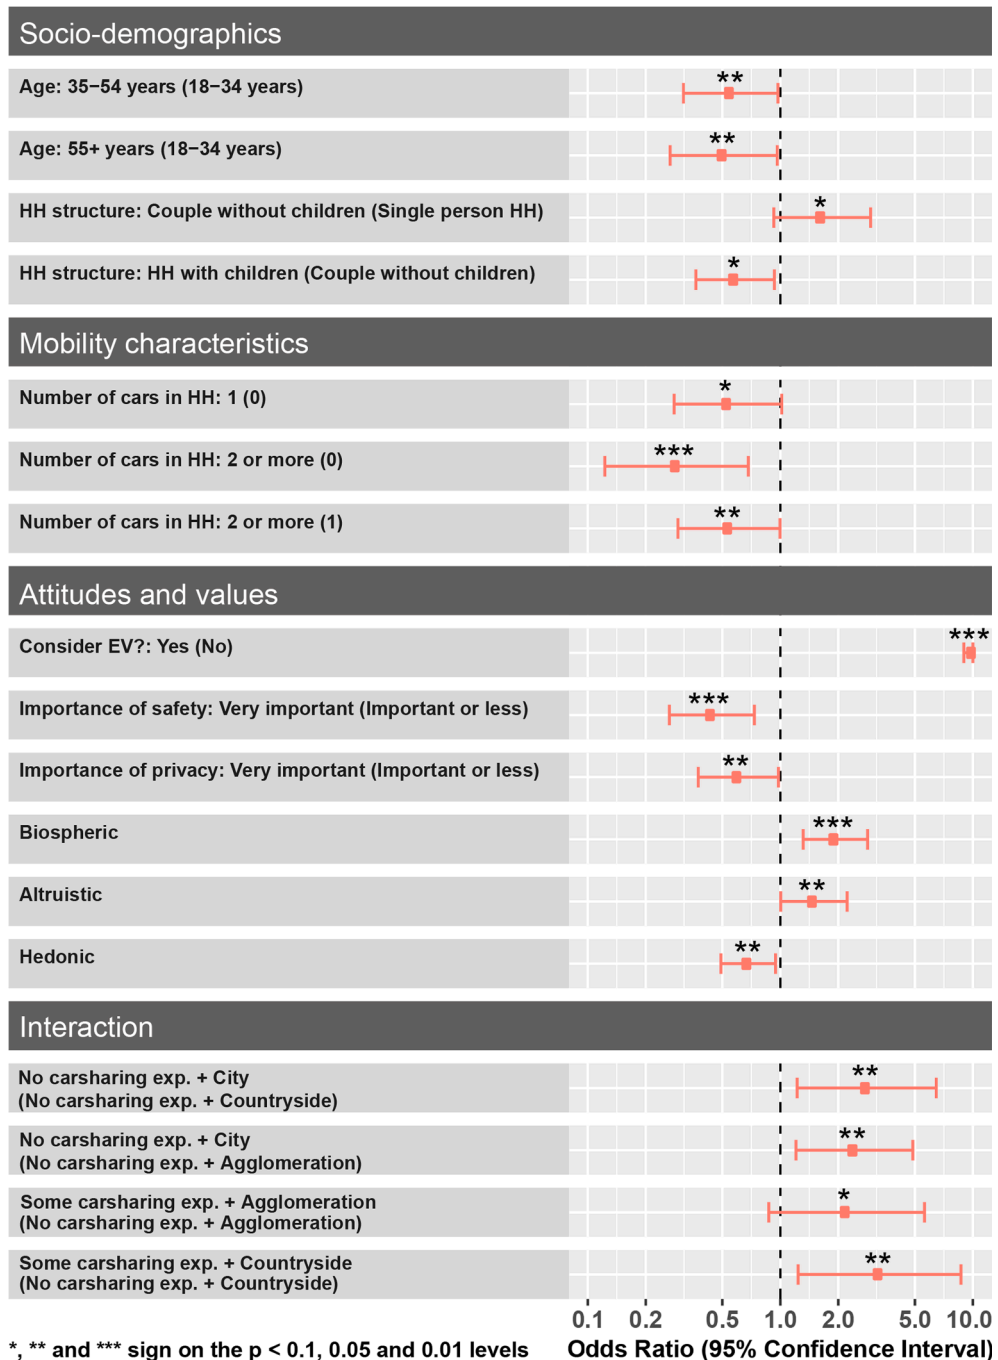 Socio-demographics
Age: 35−54 years (18−34 years)
**
Age: 55+ years (18−34 years)
**
HH structure: Couple without children (Single person HH)
*
HH structure: HH with children (Couple without children)
*
Mobility characteristics
Number of cars in HH: 1 (0)
*
Number of cars in HH: 2 or more (0)
***
Number of cars in HH: 2 or more (1)
**
Attitudes and values
Consider EV?: Yes (No)
***
Importance of safety: Very important (Important or less)
***
Importance of privacy: Very important (Important or less)
**
Biospheric
***
Altruistic
**
Hedonic
**
Interaction
No carsharing exp. + City
(No carsharing exp. + Countryside)
**
No carsharing exp. + City
(No carsharing exp. + Agglomeration)
**
Some carsharing exp. + Agglomeration
(No carsharing exp. + Agglomeration)
*
Some carsharing exp. + Countryside
(No carsharing exp. + Countryside)
**
0.1 0.2 0.5 1.0 2.0 5.0 10.0
*, ** and *** sign on the p < 0.1, 0.05 and 0.01 levels
Odds Ratio (95% Confidence Interval)